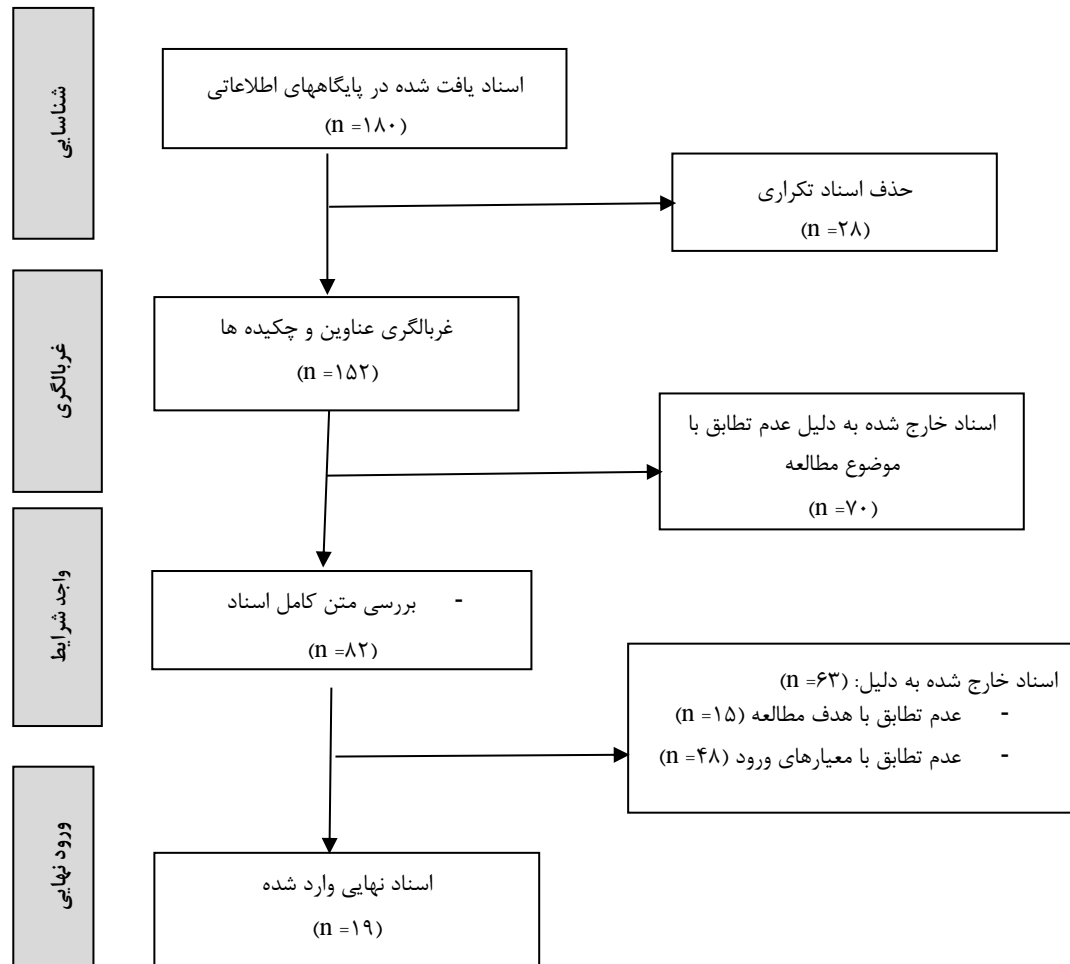 شناسایی
اسناد یافت شده در پایگاههای اطلاعاتی
(n =۱۸۰)
حذف اسناد تکراری
(n =۲۸)
غربالگری
غربالگری عناوین و چکیده ها
(n =۱۵۲)
اسناد خارج شده به دلیل عدم تطابق با
موضوع مطالعه
(n =۷۰)
واجد شرایط
- بررسی متن کامل اسناد
(n =۸۲)
اسناد خارج شده به دلیل: (n =۶۳)
- عدم تطابق با هدف مطالعه (n =۱۵)
- عدم تطابق با معیارهای ورود (n =۴۸)
ورود نهایی
اسناد نهایی وارد شده
(n =۱۹)